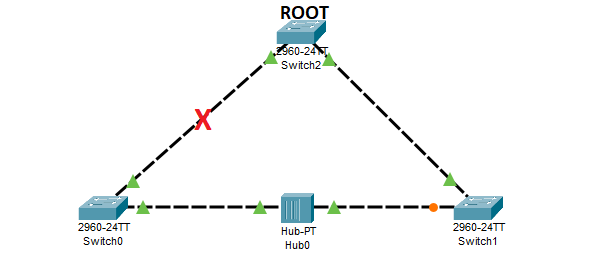 ROOT
2960-24TT
Switch2
X
2960-24TT
Switch0
Hub-PT
Hub0
2960-24TT
Switch1